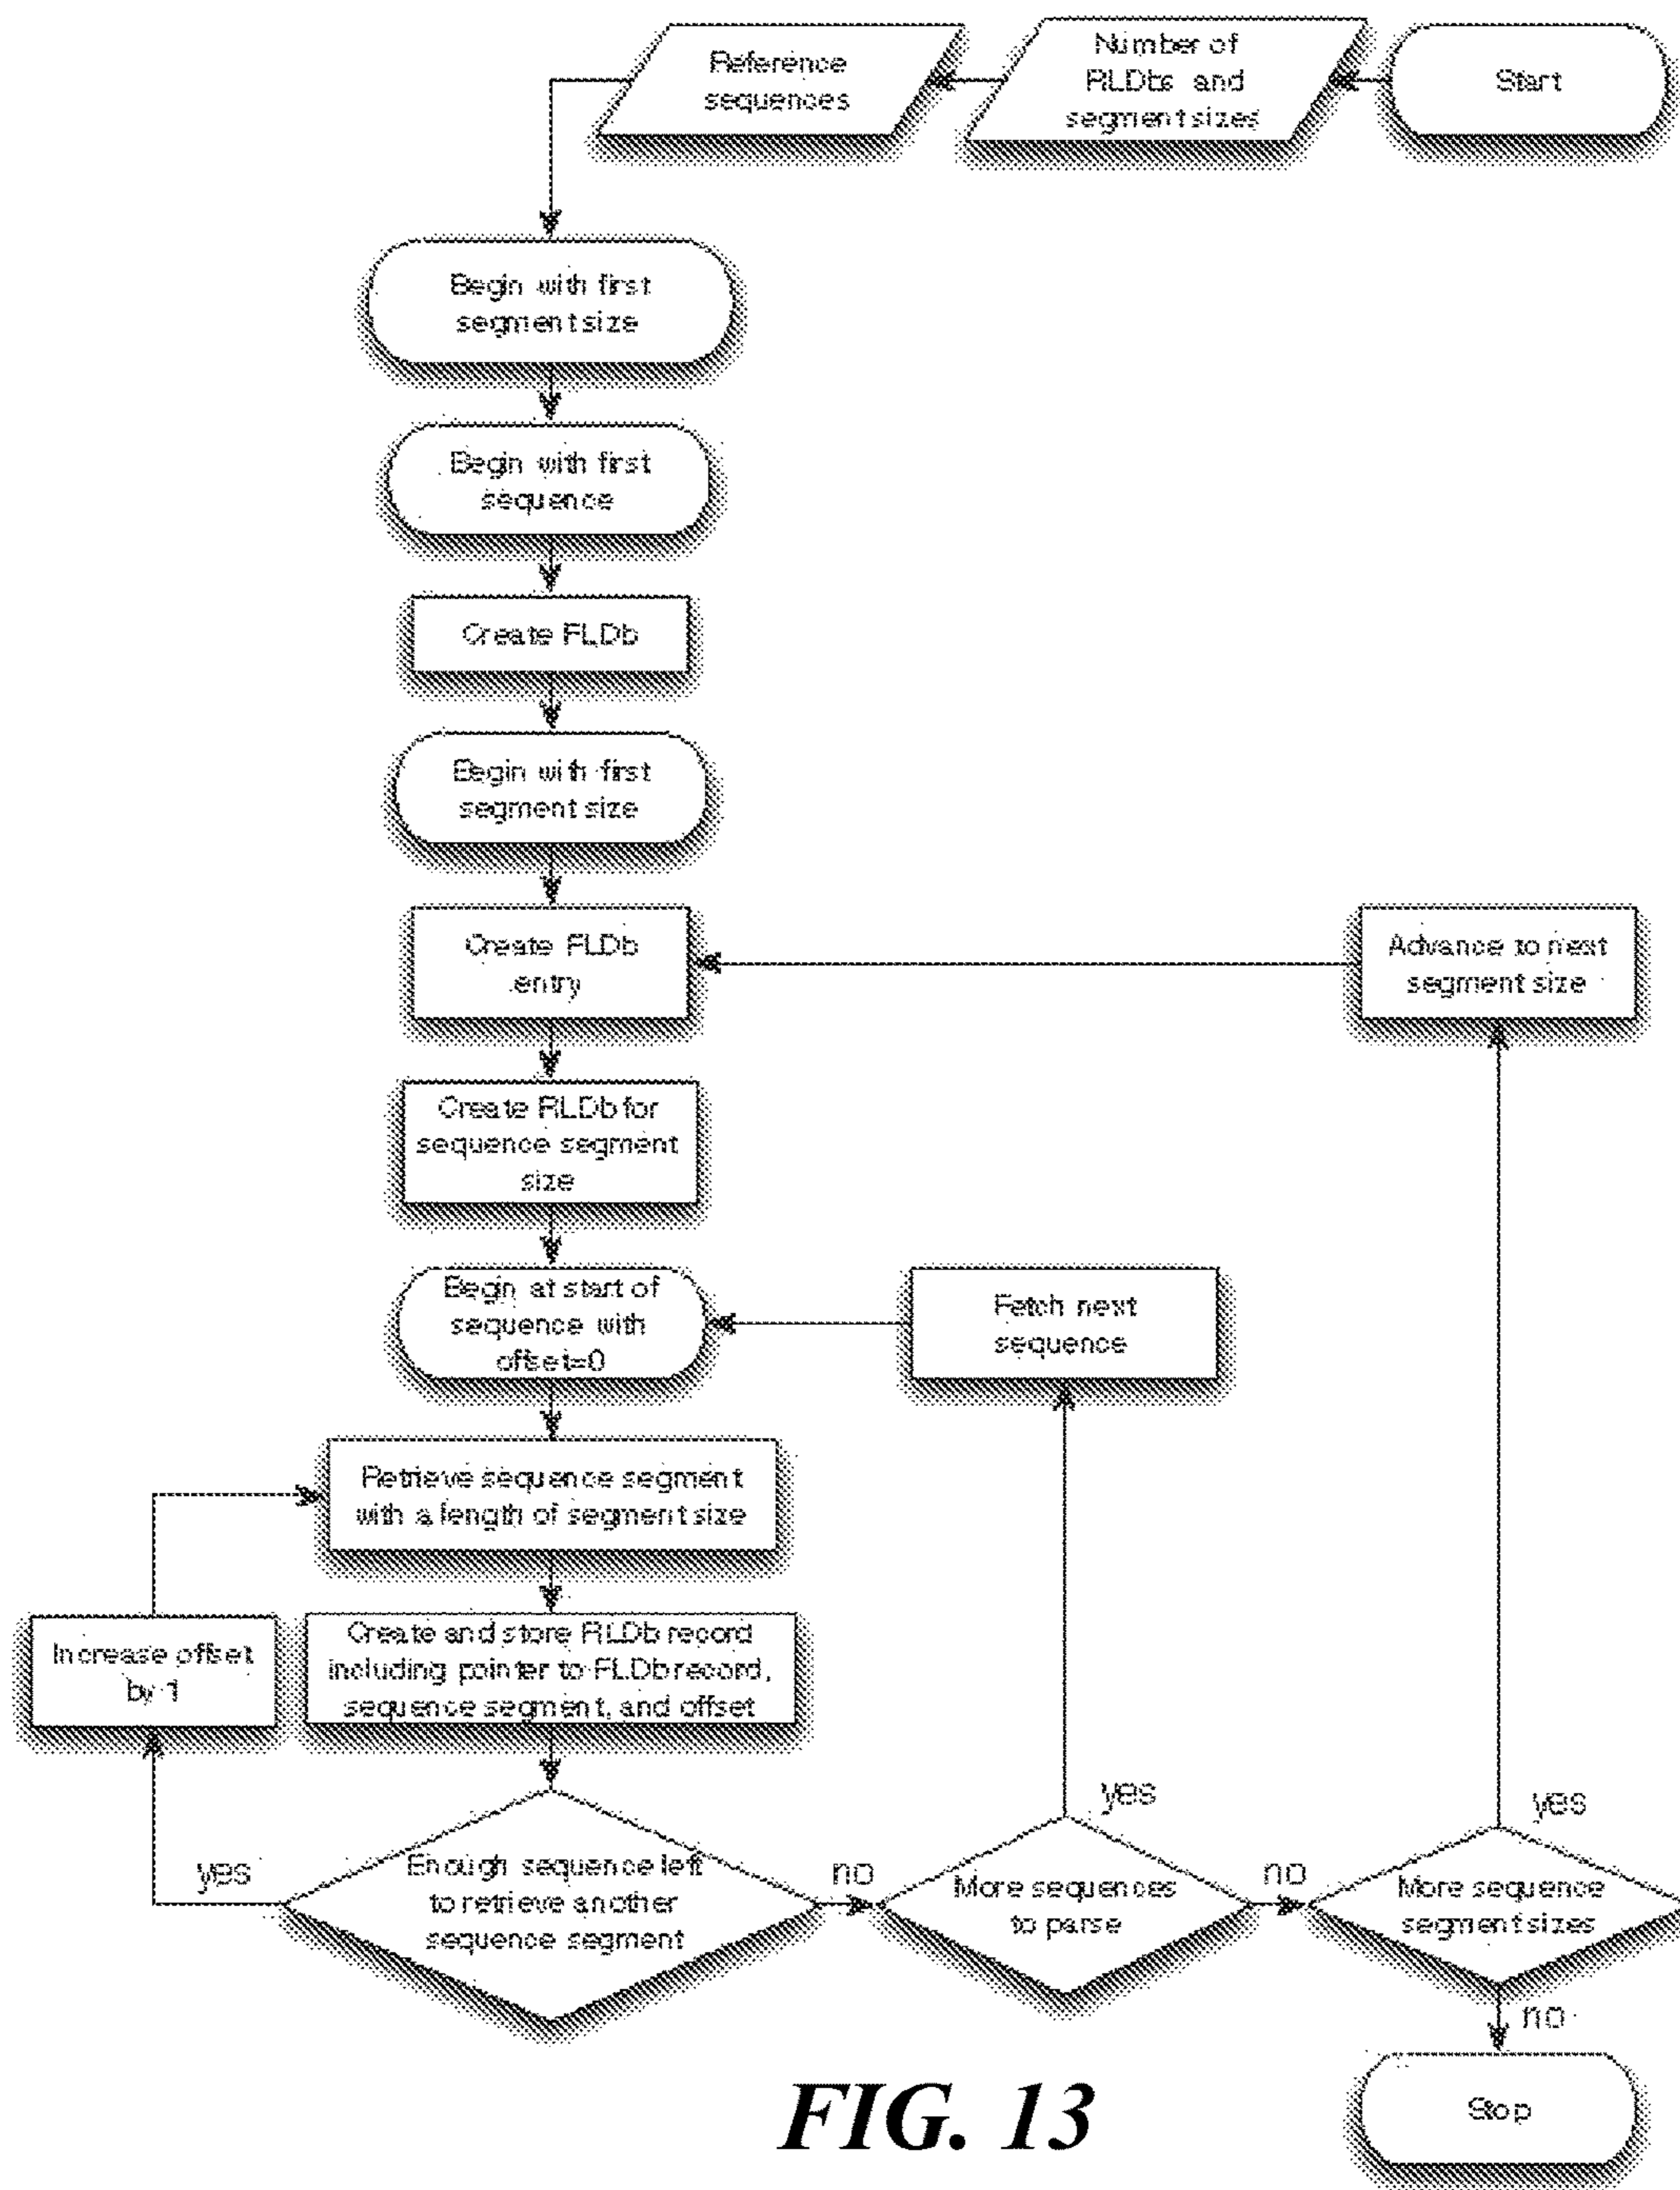 Start
Number of
RLDbs and
segment sizes
Reference
sequences
Begin with first
segment size
Begin with first
sequence
Create FLDb
Begin with first
segment size
Create FLDb
entry
Advance to next
segment size
Create RLDb for
sequence segment
size
Begin at start of
sequence with
offset=0
Fetch next
sequence
Retrieve sequence segment
with a length of segment size
Increase offset
by 1
Create and store RLDb record
including pointer to FLDb record,
sequence segment, and offset
yes
Enough sequence left
to retrieve another
sequence segment
no
yes
More sequences
to parse
no
yes
More sequence
segment sizes
no
Stop
FIG. 13